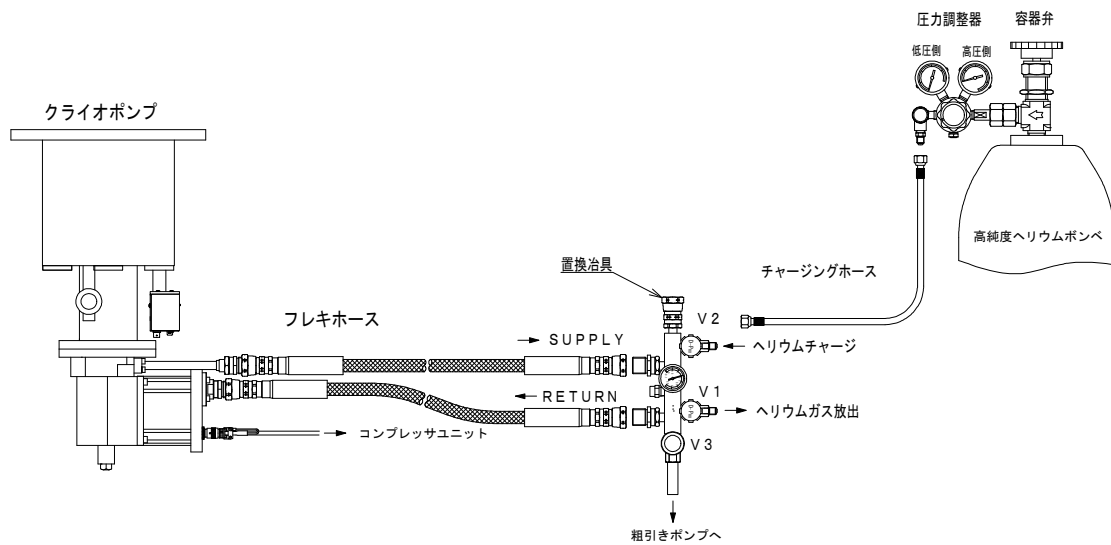 圧力調整器
容器弁
低圧側
高圧側
クライオポンプ
高純度ヘリウムボンベ
置換冶具
チャージングホース
フレキホース
V2
SUPPLY
ヘリウムチャージ
RETURN
V1
ヘリウムガス放出
コンプレッサユニット
V3
粗引きポンプへ